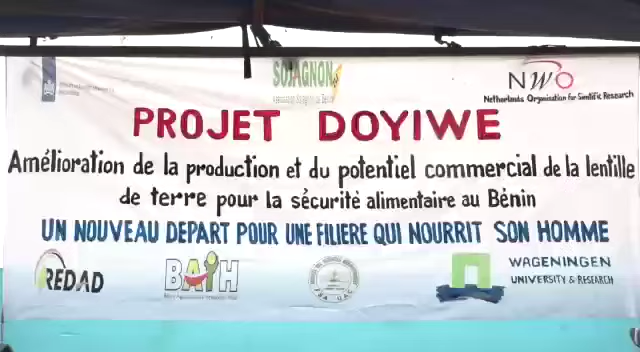 SOJAGNON
NWO
Netherlands Organisation for Sientific Research
PROJET DOYIWE
Amélioration de la production et du potentiel commercial de la lentille
de terre pour la sécurité alimentaire au Bénin
UN NOUVEAU DEPART POUR UNE FILIERE QUI NOURRIT SON HOMME
REDAD
BAIH
WAGENINGEN
UNIVERSITY & RESEARCH